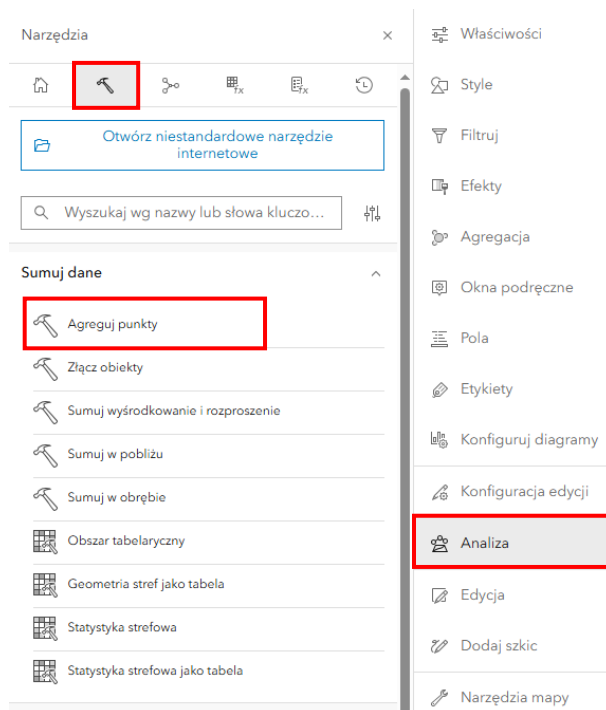 Narzędzia
Otwórz niestandardowe narzędzie
internetowe
Wyszukaj wg nazwy lub słowa kluczo...
Sumuj dane
Agreguj punkty
Złącz obiekty
Sumuj wyśrodkowanie i rozproszenie
Sumuj w pobliżu
Sumuj w obrębie
Obszar tabelaryczny
Geometria stref jako tabela
Statystyka strefowa
Statystyka strefowa jako tabela
Właściwości
Style
Filtruj
Efekty
Agregacja
Okna podręczne
Pola
Etykiety
Konfiguruj diagramy
Konfiguracja edycji
Analiza
Edycja
Dodaj szkic
Narzędzia mapy